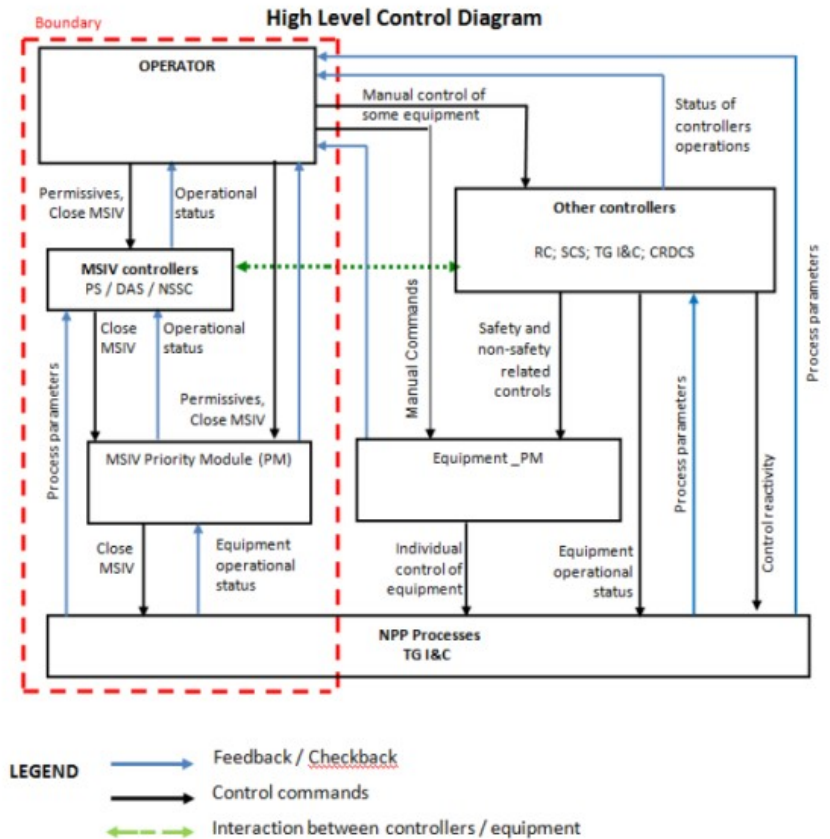 High Level Control Diagram
Boundary
OPERATOR
Manual control of
some equipment
Status of
controllers
operations
Permissives,
Close MSIV
Operational
status
Other controllers
RC; SCS; TG I&C; CRDCS
MSIV controllers
PS / DAS / NSSC
Close
MSIV
Operational
status
Process parameters
Permissives,
Close MSIV
Manual Commands
Safety and
non-safety
related
controls
Process parameters
Process parameters
MSIV Priority Module (PM)
Equipment _PM
Control reactivity
Close
MSIV
Equipment
operational
status
Individual
control of
equipment
Equipment
operational
status
NPP Processes
TG I&C
LEGEND
Feedback / Checkback
Control commands
Interaction between controllers / equipment